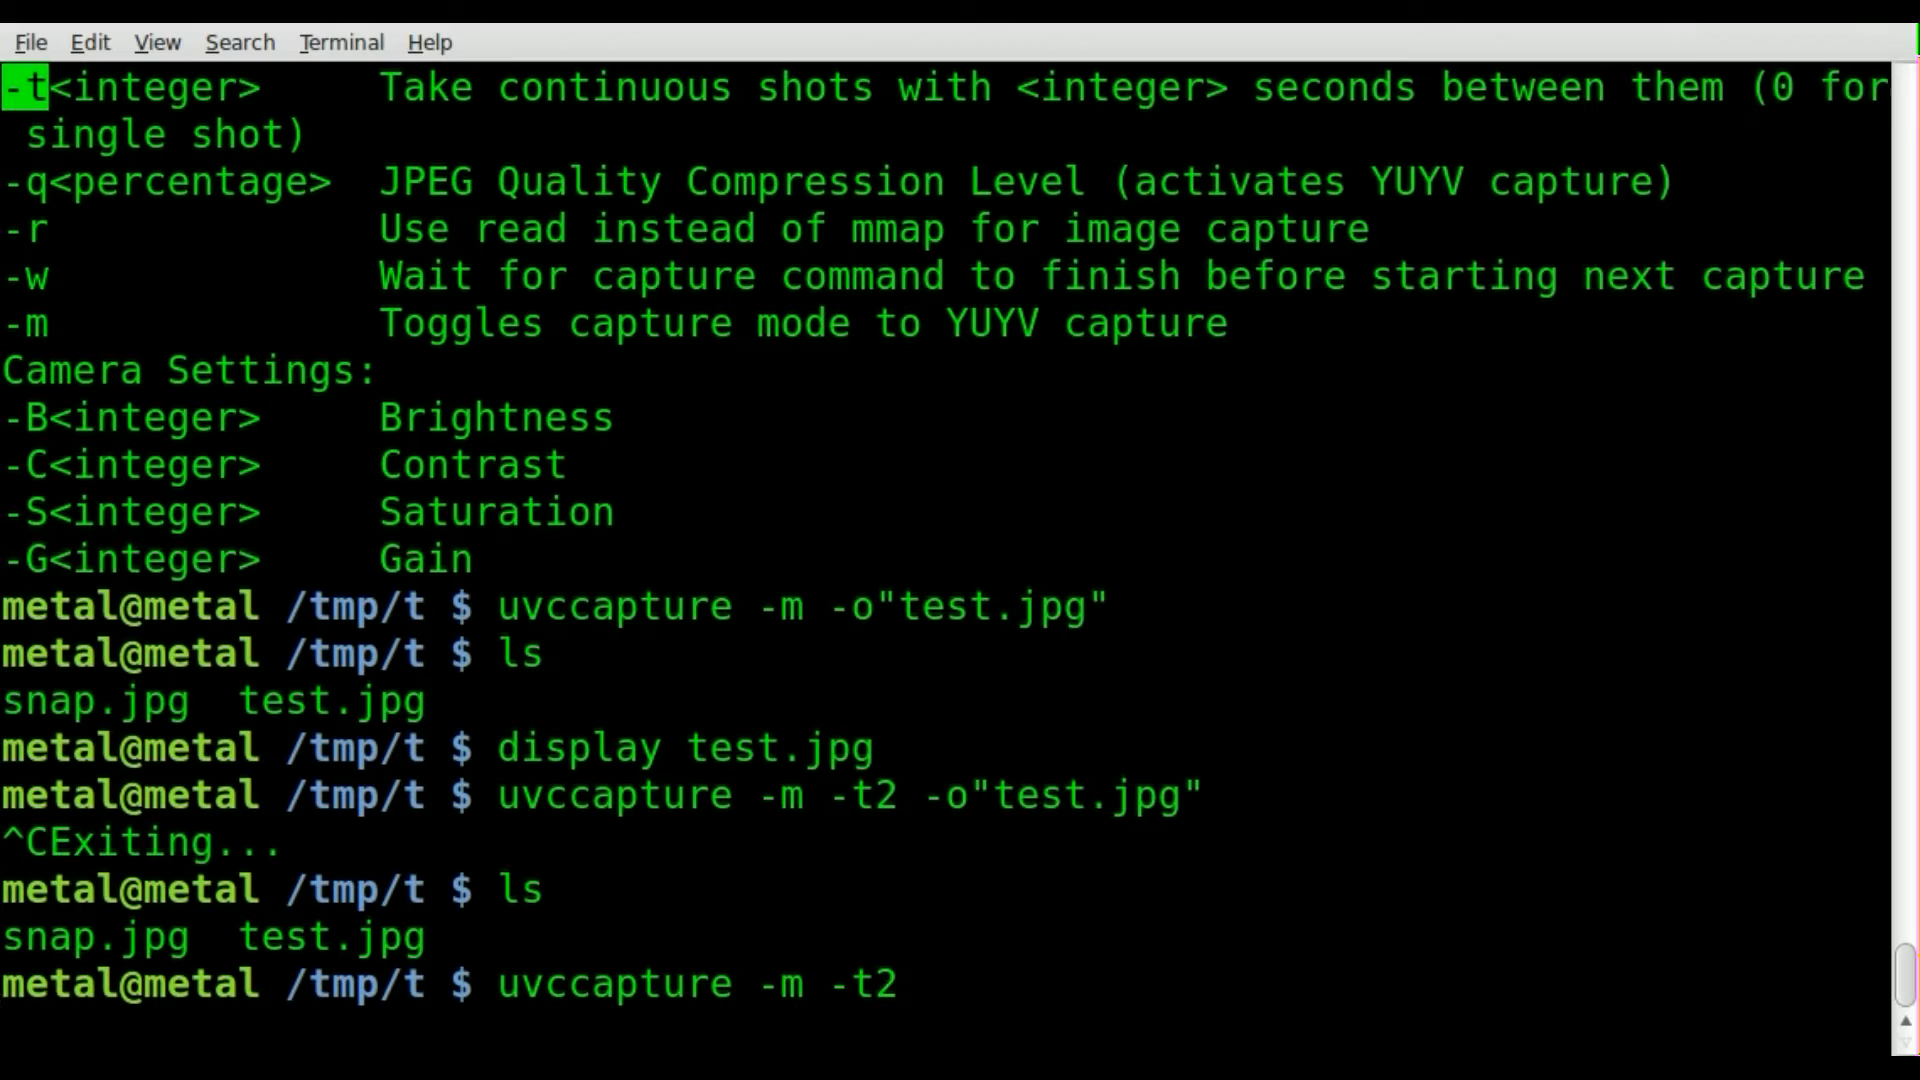 File Edit View Search Terminal Help
-t<integer> Take continuous shots with <integer> seconds between them (0 for
single shot)
-q<percentage> JPEG Quality Compression Level (activates YUYV capture)
-r Use read instead of mmap for image capture
-w Wait for capture command to finish before starting next capture
-m Toggles capture mode to YUYV capture
Camera Settings:
-B<integer> Brightness
-C<integer> Contrast
-S<integer> Saturation
-G<integer> Gain
metal@metal /tmp/t $ uvccapture -m -o"test.jpg"
metal@metal /tmp/t $ ls
snap.jpg test.jpg
metal@metal /tmp/t $ display test.jpg
metal@metal /tmp/t $ uvccapture -m -t2 -o"test.jpg"
^CExiting...
metal@metal /tmp/t $ ls
snap.jpg test.jpg
metal@metal /tmp/t $ uvccapture -m -t2